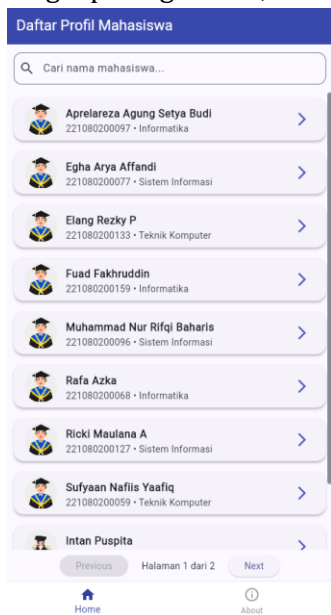 Daftar Profil Mahasiswa
Cari nama mahasiswa...
Aprelareza Agung Setya Budi
221080200097 • Informatika
Egha Arya Affandi
221080200077 • Sistem Informasi
Elang Rezky P
221080200133 • Teknik Komputer
Fuad Fakhruddin
221080200159 • Informatika
Muhammad Nur Rifqi Baharis
221080200096 • Sistem Informasi
Rafa Azka
221080200068 • Informatika
Ricki Maulana A
221080200127 • Sistem Informasi
Sufyaan Nafiis Yaafiq
221080200059 • Teknik Komputer
Intan Puspita
Previous Halaman 1 dari 2 Next
Home About